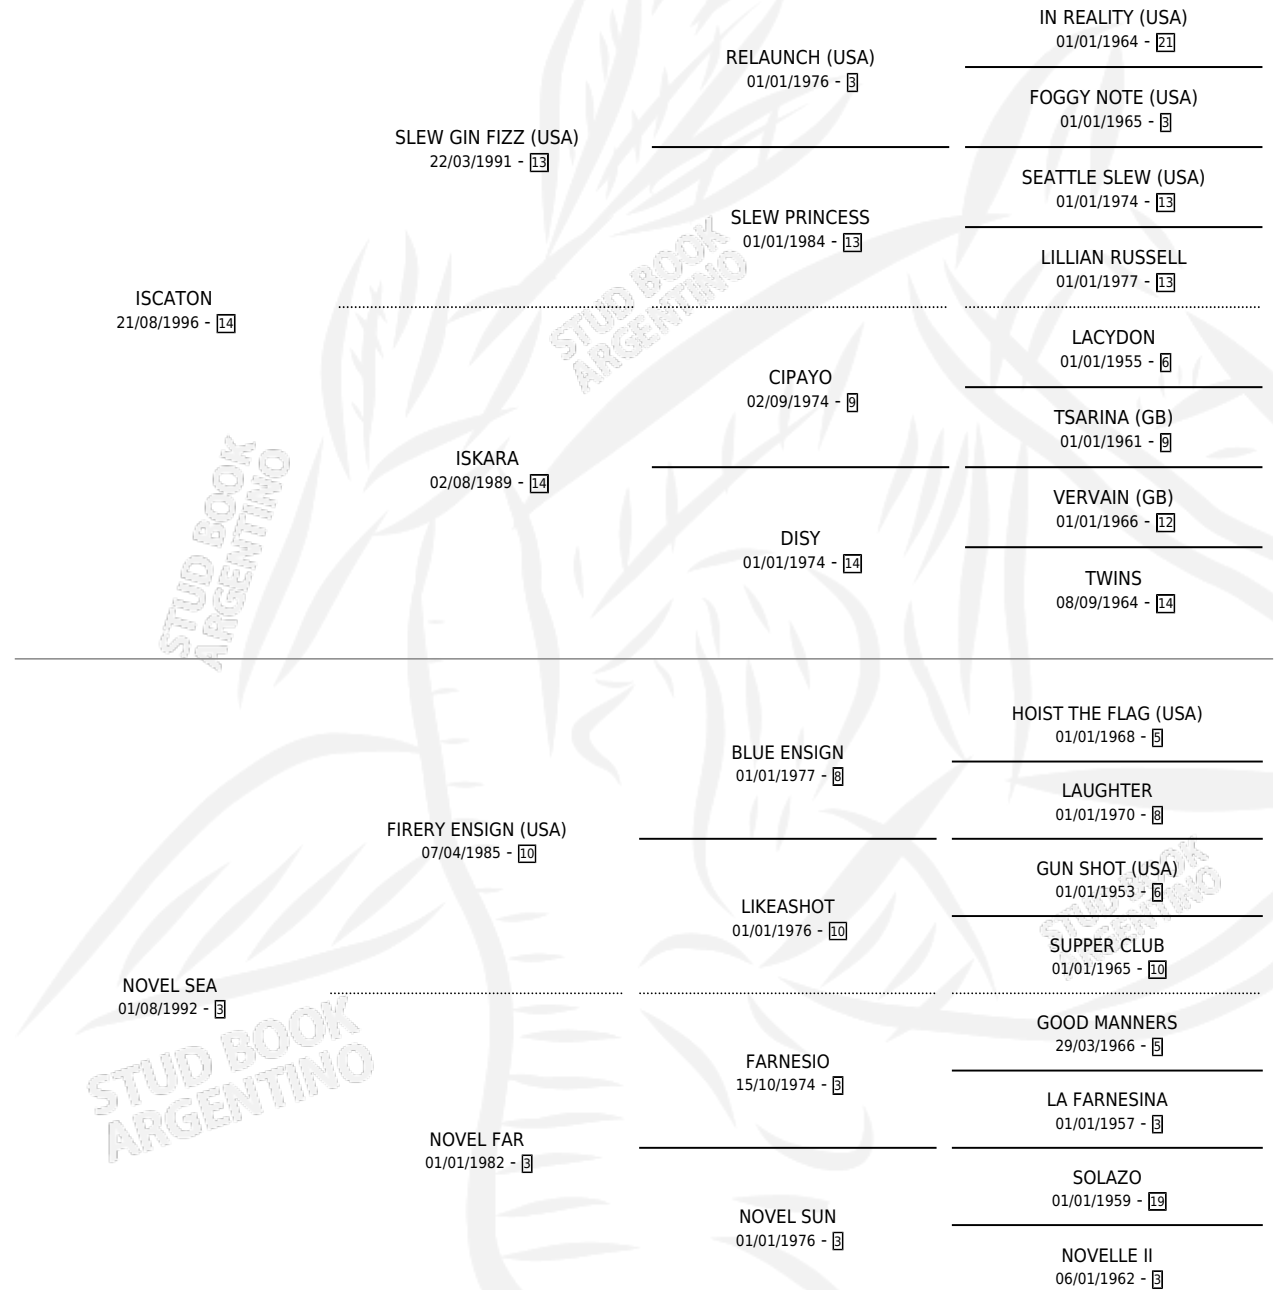 IN REALITY (USA)
01/01/1964 - 21
RELAUNCH (USA)
01/01/1976 - 3
FOGGY NOTE (USA)
01/01/1965 - 3
SLEW GIN FIZZ (USA)
22/03/1991 - 13
SEATTLE SLEW (USA)
01/01/1974 - 13
SLEW PRINCESS
01/01/1984 - 13
LILLIAN RUSSELL
01/01/1977 - 13
ISCATON
21/08/1996 - 14
STUD BOOK
ARGENTINO
LACYDON
01/01/1955 - 6
CIPAYO
02/09/1974 - 9
TSARINA (GB)
01/01/1961 - 9
ISKARA
02/08/1989 - 14
VERVAIN (GB)
01/01/1966 - 12
DISY
01/01/1974 - 14
TWINS
08/09/1964 - 14
STUD BOOK
ARGENTINO
HOIST THE FLAG (USA)
01/01/1968 - 5
BLUE ENSIGN
01/01/1977 - 8
LAUGHTER
01/01/1970 - 8
FIRERY ENSIGN (USA)
07/04/1985 - 10
GUN SHOT (USA)
01/01/1953 - 6
LIKEASHOT
01/01/1976 - 10
STUD BOOK
ARGENTINO
SUPPER CLUB
01/01/1965 - 10
NOVEL SEA
01/08/1992 - 3
STUD BOOK
ARGENTINO
GOOD MANNERS
29/03/1966 - 5
FARNESIO
15/10/1974 - 3
LA FARNESINA
01/01/1957 - 3
NOVEL FAR
01/01/1982 - 3
SOLAZO
01/01/1959 - 19
NOVEL SUN
01/01/1976 - 3
NOVELLE II
06/01/1962 - 3